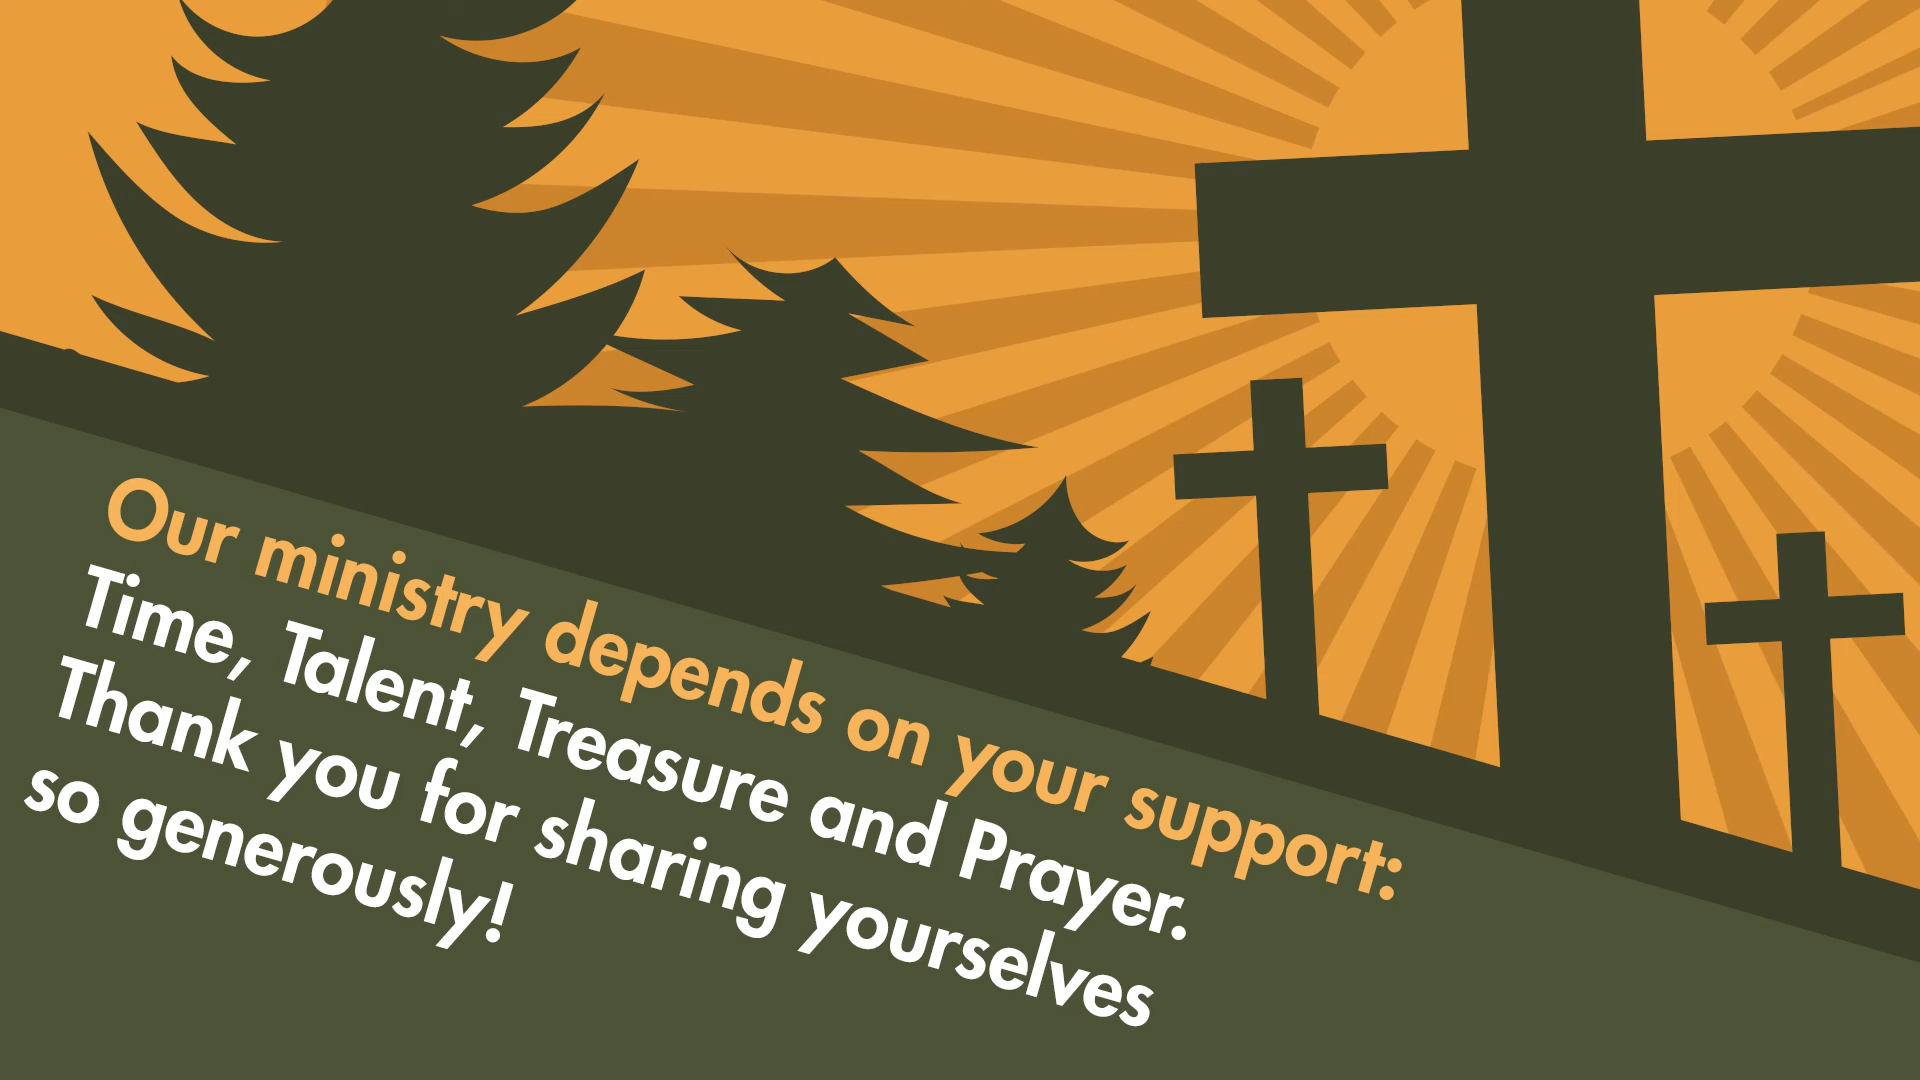 Our ministry depends on your support:
Time, Talent, Treasure and Prayer.
Thank you for sharing yourselves
so generously!